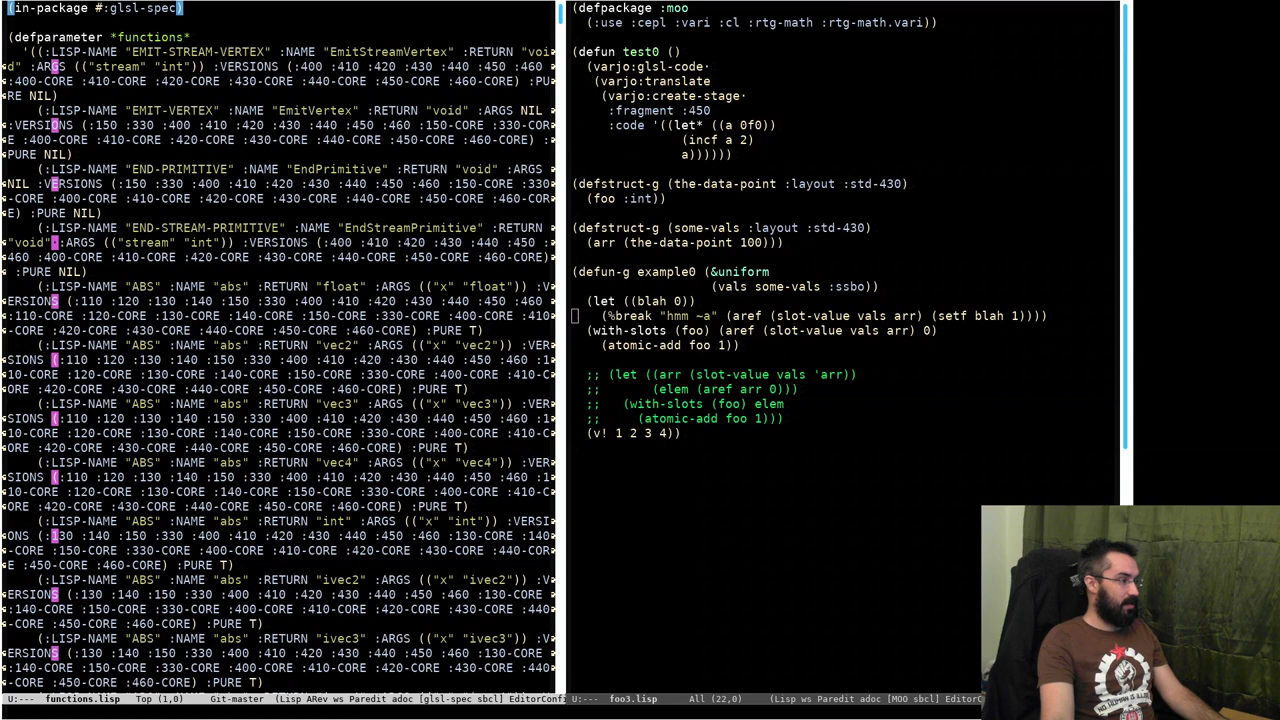 (in-package #:glsl-spec)
(defparameter *functions*
'((:LISP-NAME "EMIT-STREAM-VERTEX" :NAME "EmitStreamVertex" :RETURN "voi
d" :ARGS (("stream" "int")) :VERSIONS (:400 :410 :420 :430 :440 :450 :460
:400-CORE :410-CORE :420-CORE :430-CORE :440-CORE :450-CORE :460-CORE) :PU
RE NIL)
(:LISP-NAME "EMIT-VERTEX" :NAME "EmitVertex" :RETURN "void" :ARGS NIL
:VERSIONS (:150 :330 :400 :410 :420 :430 :440 :450 :460 :150-CORE :330-COR
E :400-CORE :410-CORE :420-CORE :430-CORE :440-CORE :450-CORE :460-CORE) :
PURE NIL)
(:LISP-NAME "END-PRIMITIVE" :NAME "EndPrimitive" :RETURN "void" :ARGS
NIL :VERSIONS (:150 :330 :400 :410 :420 :430 :440 :450 :460 :150-CORE :330
-CORE :400-CORE :410-CORE :420-CORE :430-CORE :440-CORE :450-CORE :460-COR
E) :PURE NIL)
(:LISP-NAME "END-STREAM-PRIMITIVE" :NAME "EndStreamPrimitive" :RETURN
"void"·:ARGS (("stream" "int")) :VERSIONS (:400 :410 :420 :430 :440 :450 :
460 :400-CORE :410-CORE :420-CORE :430-CORE :440-CORE :450-CORE :460-CORE)
:PURE NIL)
(:LISP-NAME "ABS" :NAME "abs" :RETURN "float" :ARGS (("x" "float")) :V
ERSIONS (:110 :120 :130 :140 :150 :330 :400 :410 :420 :430 :440 :450 :460
:110-CORE :120-CORE :130-CORE :140-CORE :150-CORE :330-CORE :400-CORE :410
-CORE :420-CORE :430-CORE :440-CORE :450-CORE :460-CORE) :PURE T)
(:LISP-NAME "ABS" :NAME "abs" :RETURN "vec2" :ARGS (("x" "vec2")) :VER
SIONS (:110 :120 :130 :140 :150 :330 :400 :410 :420 :430 :440 :450 :460 :1
10-CORE :120-CORE :130-CORE :140-CORE :150-CORE :330-CORE :400-CORE :410-C
ORE :420-CORE :430-CORE :440-CORE :450-CORE :460-CORE) :PURE T)
(:LISP-NAME "ABS" :NAME "abs" :RETURN "vec3" :ARGS (("x" "vec3")) :VER
SIONS (:110 :120 :130 :140 :150 :330 :400 :410 :420 :430 :440 :450 :460 :1
10-CORE :120-CORE :130-CORE :140-CORE :150-CORE :330-CORE :400-CORE :410-C
ORE :420-CORE :430-CORE :440-CORE :450-CORE :460-CORE) :PURE T)
(:LISP-NAME "ABS" :NAME "abs" :RETURN "vec4" :ARGS (("x" "vec4")) :VER
SIONS (:110 :120 :130 :140 :150 :330 :400 :410 :420 :430 :440 :450 :460 :1
10-CORE :120-CORE :130-CORE :140-CORE :150-CORE :330-CORE :400-CORE :410-C
ORE :420-CORE :430-CORE :440-CORE :450-CORE :460-CORE) :PURE T)
(:LISP-NAME "ABS" :NAME "abs" :RETURN "int" :ARGS (("x" "int")) :VERSI
ONS (:130 :140 :150 :330 :400 :410 :420 :430 :440 :450 :460 :130-CORE :140
-CORE :150-CORE :330-CORE :400-CORE :410-CORE :420-CORE :430-CORE :440-COR
E :450-CORE :460-CORE) :PURE T)
(:LISP-NAME "ABS" :NAME "abs" :RETURN "ivec2" :ARGS (("x" "ivec2")) :V
ERSIONS (:130 :140 :150 :330 :400 :410 :420 :430 :440 :450 :460 :130-CORE
:140-CORE :150-CORE :330-CORE :400-CORE :410-CORE :420-CORE :430-CORE :440
-CORE :450-CORE :460-CORE) :PURE T)
(:LISP-NAME "ABS" :NAME "abs" :RETURN "ivec3" :ARGS (("x" "ivec3")) :V
ERSIONS (:130 :140 :150 :330 :400 :410 :420 :430 :440 :450 :460 :130-CORE
:140-CORE :150-CORE :330-CORE :400-CORE :410-CORE :420-CORE :430-CORE :440
-CORE :450-CORE :460-CORE) :PURE T)
U:--- functions.lisp Top (1,0) Git-master (Lisp ARev ws Paredit adoc [glsl-spec sbcl] EditorConfi
(defpackage :moo
(:use :cepl :vari :cl :rtg-math :rtg-math.vari))
(defun test0 ()
(varjo:glsl-code·
(varjo:translate
(varjo:create-stage·
:fragment :450
:code '((let* ((a 0f0))
(incf a 2)
a))))))
(defstruct-g (the-data-point :layout :std-430)
(foo :int))
(defstruct-g (some-vals :layout :std-430)
(arr (the-data-point 100)))
(defun-g example0 (&uniform
(vals some-vals :ssbo))
(let ((blah 0))
(%break "hmm ~a" (aref (slot-value vals arr) (setf blah 1))))
(with-slots (foo) (aref (slot-value vals arr) 0)
(atomic-add foo 1))
;; (let ((arr (slot-value vals 'arr))
;; (elem (aref arr 0)))
;; (with-slots (foo) elem
;; (atomic-add foo 1)))
(v! 1 2 3 4))
U:--- foo3.lisp All (22,0) (Lisp ws Paredit adoc [MOO sbcl] EditorC